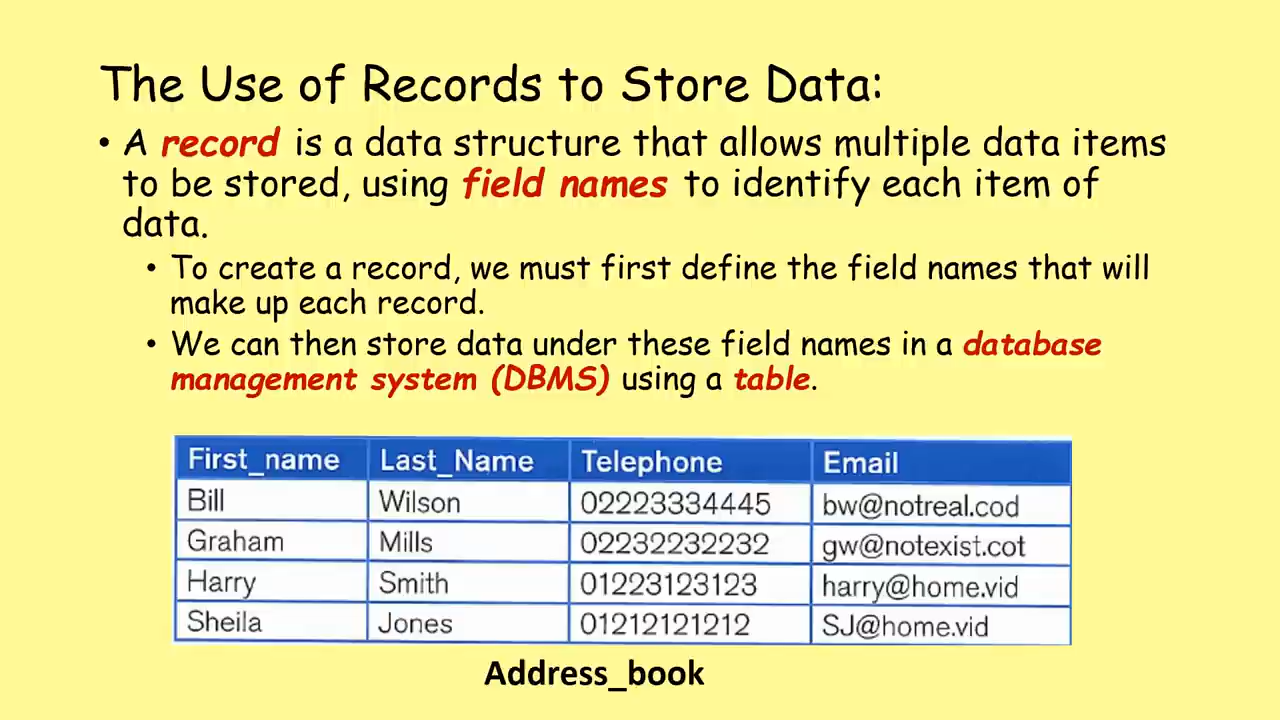 The Use of Records to Store Data:
• A record is a data structure that allows multiple data items
to be stored, using field names to identify each item of
data.
• To create a record, we must first define the field names that will
make up each record.
• We can then store data under these field names in a database
management system (DBMS) using a table.
First_name Last_Name Telephone Email
Bill Wilson 02223334445 bw@notreal.cod
Graham Mills 02232232232 gw@notexist.cot
Harry Smith 01223123123 harry@home.vid
Sheila Jones 01212121212 SJ@home.vid
Address_book